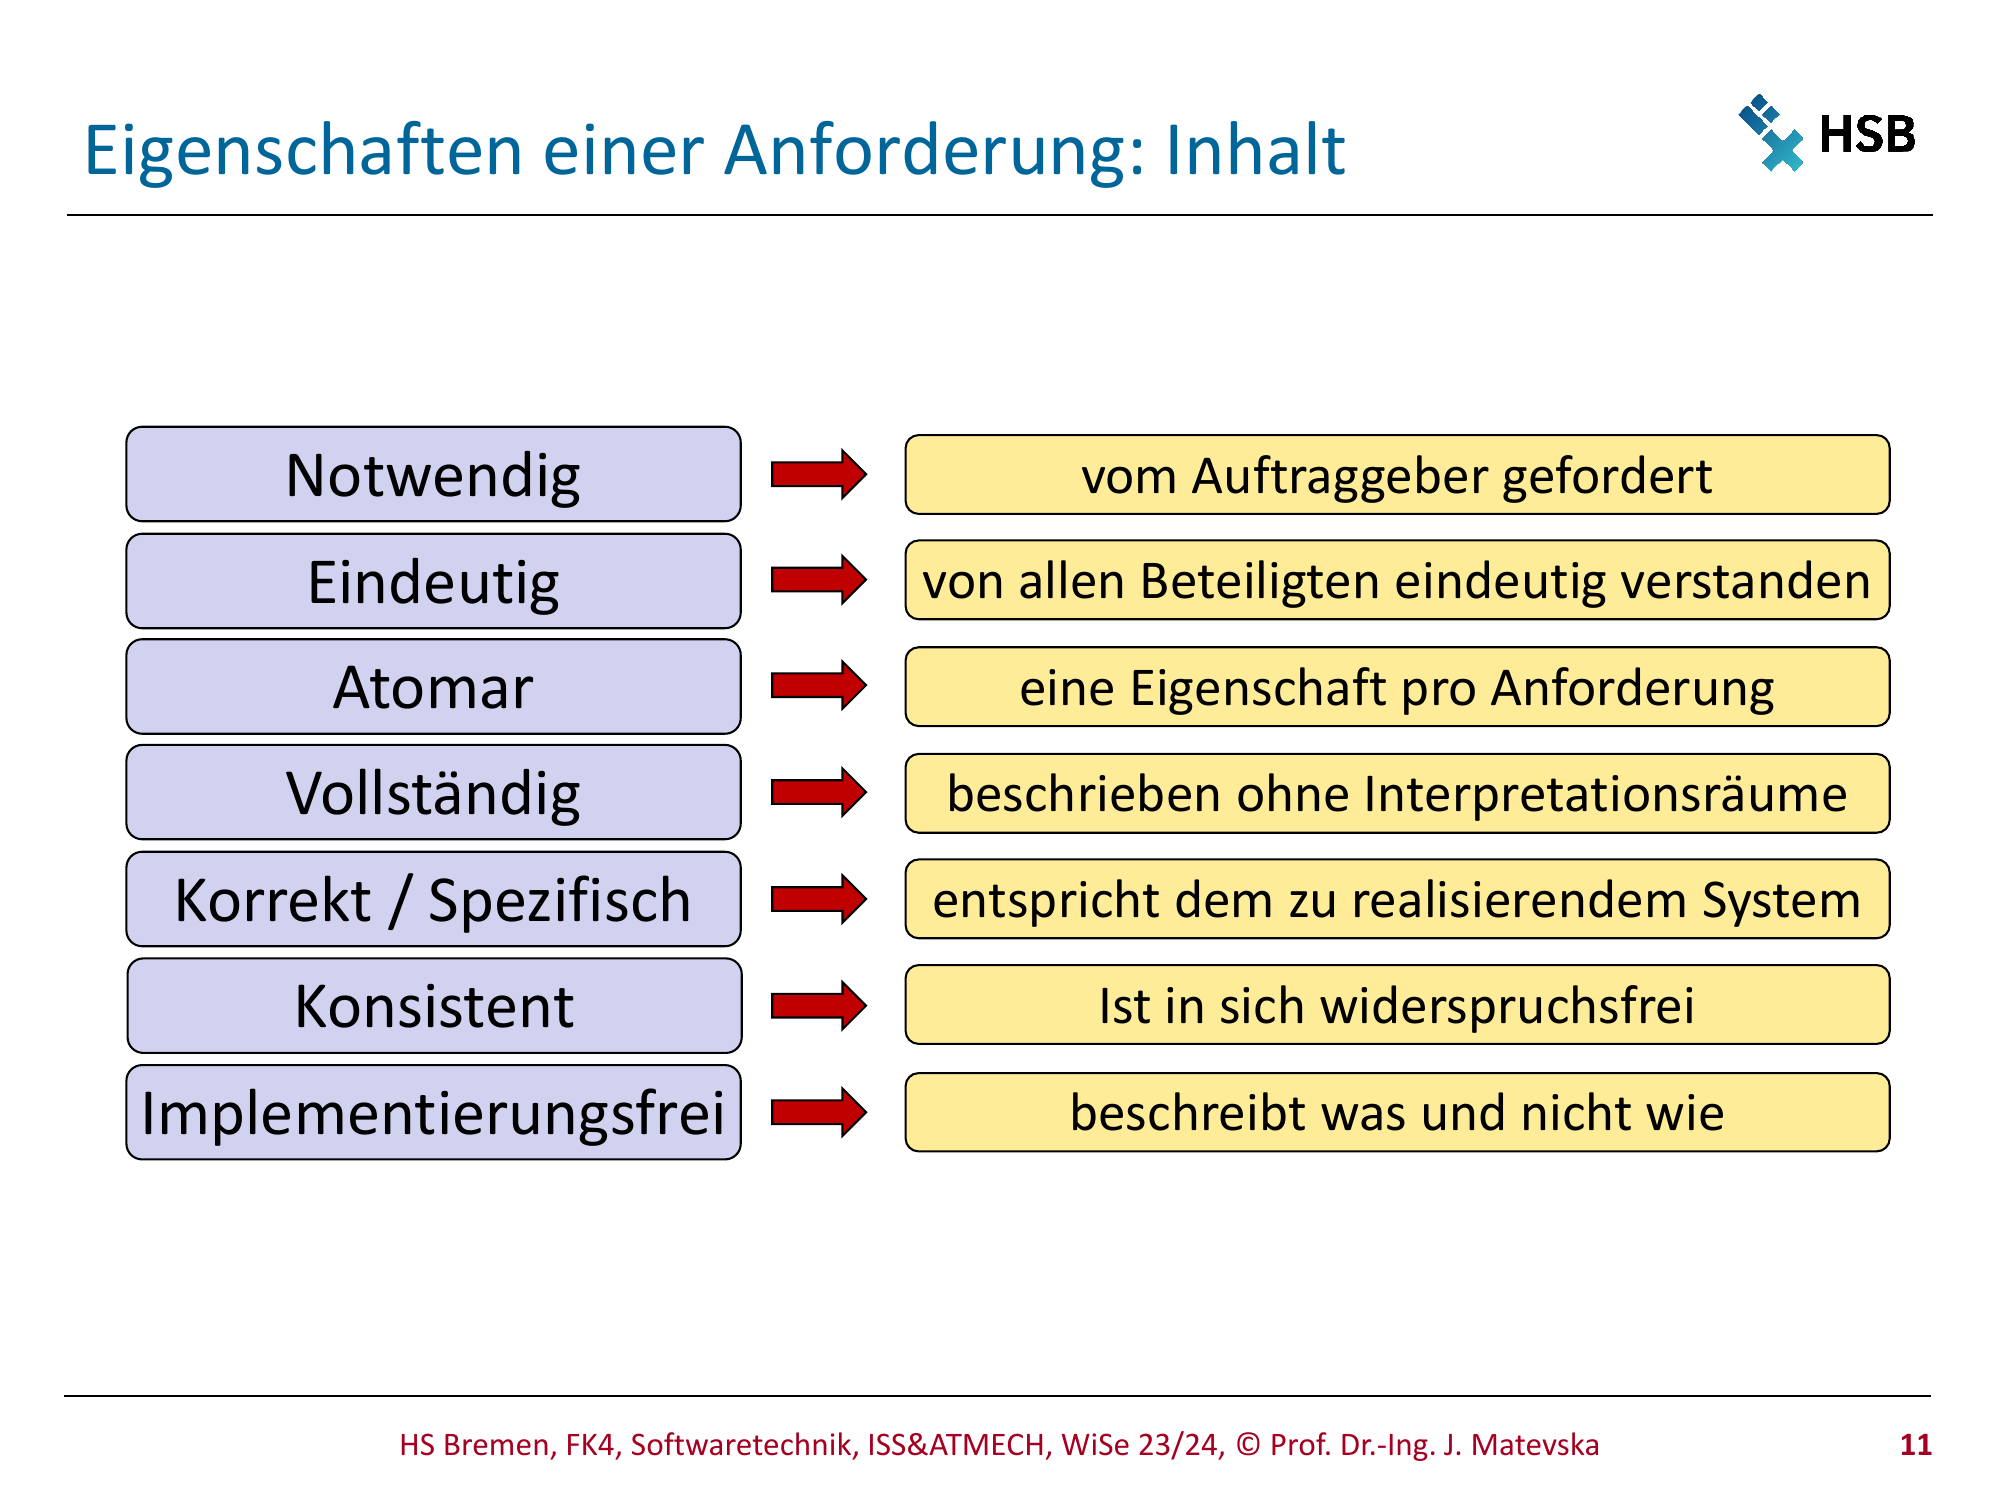 Eigenschaften einer Anforderung: Inhalt
HSB
Notwendig
vom Auftraggeber gefordert
Eindeutig
von allen Beteiligten eindeutig verstanden
Atomar
eine Eigenschaft pro Anforderung
Vollständig
beschrieben ohne Interpretationsräume
Korrekt / Spezifisch
entspricht dem zu realisierendem System
Konsistent
Ist in sich widerspruchsfrei
Implementierungsfrei
beschreibt was und nicht wie
HS Bremen, FK4, Softwaretechnik, ISS&ATMECH, WiSe 23/24, © Prof. Dr.-Ing. J. Matevska
11